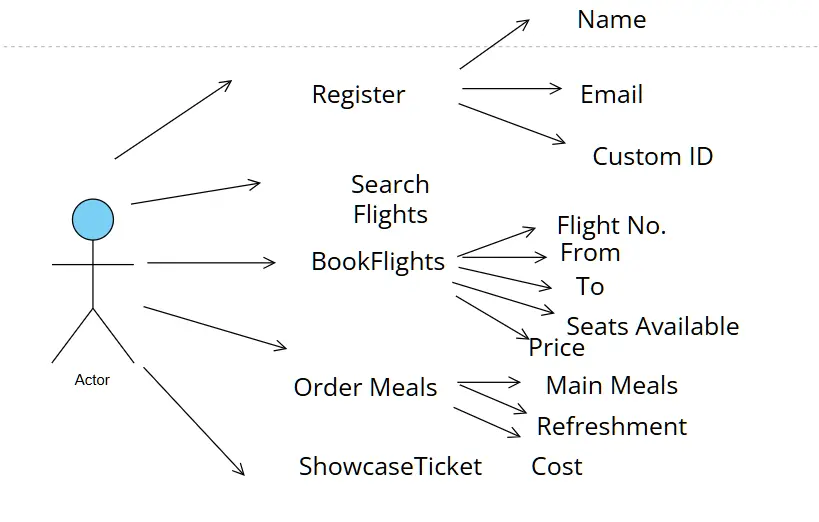 Name
Register
Email
Custom ID
Search
Flights
Flight No.
From
BookFlights
To
Seats Available
Price
Actor
Order Meals
Main Meals
Refreshment
ShowcaseTicket
Cost